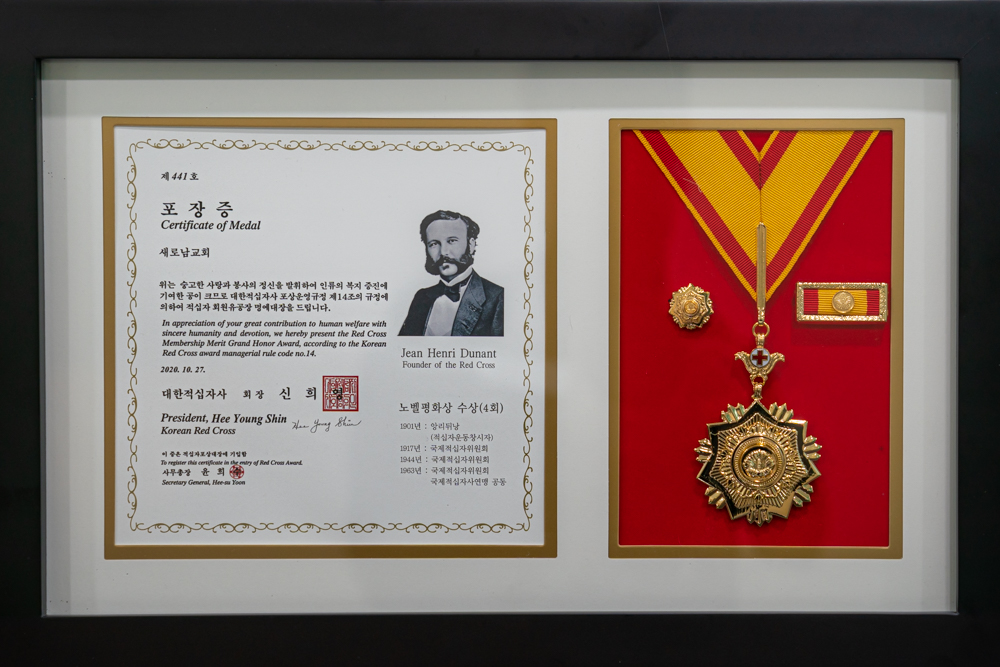 제 441 호
포 장 증
Certificate of Medal
새로남교회
위는 숭고한 사랑과 봉사의 정신을 발휘하여 인류의 복지 증진에
기여한 공이 크므로 대한적십자사 포상운영규정 제14조의 규정에
의하여 적십자 회원유공장 명예대장을 드립니다.
In appreciation of your great contribution to human welfare with
sincere humanity and devotion, we hereby present the Red Cross
Membership Merit Grand Honor Award, according to the Korean
Red Cross award managerial rule code no.14.
2020. 10. 27.
대한적십자사 회장 신 희 영
President, Hee Young Shin
Korean Red Cross
Hee Young Shin
이 증은 적십자포상대장에 기입함
To register this certificate in the entry of Red Cross Award.
사무총장 윤 희
Secretary General, Hee-su Yoon
Jean Henri Dunant
Founder of the Red Cross
노벨평화상 수상(4회)
1901년 : 앙리뒤낭
(적십자운동창시자)
1917년 : 국제적십자위원회
1944년 : 국제적십자위원회
1963년 : 국제적십자위원회
국제적십자사연맹 공동